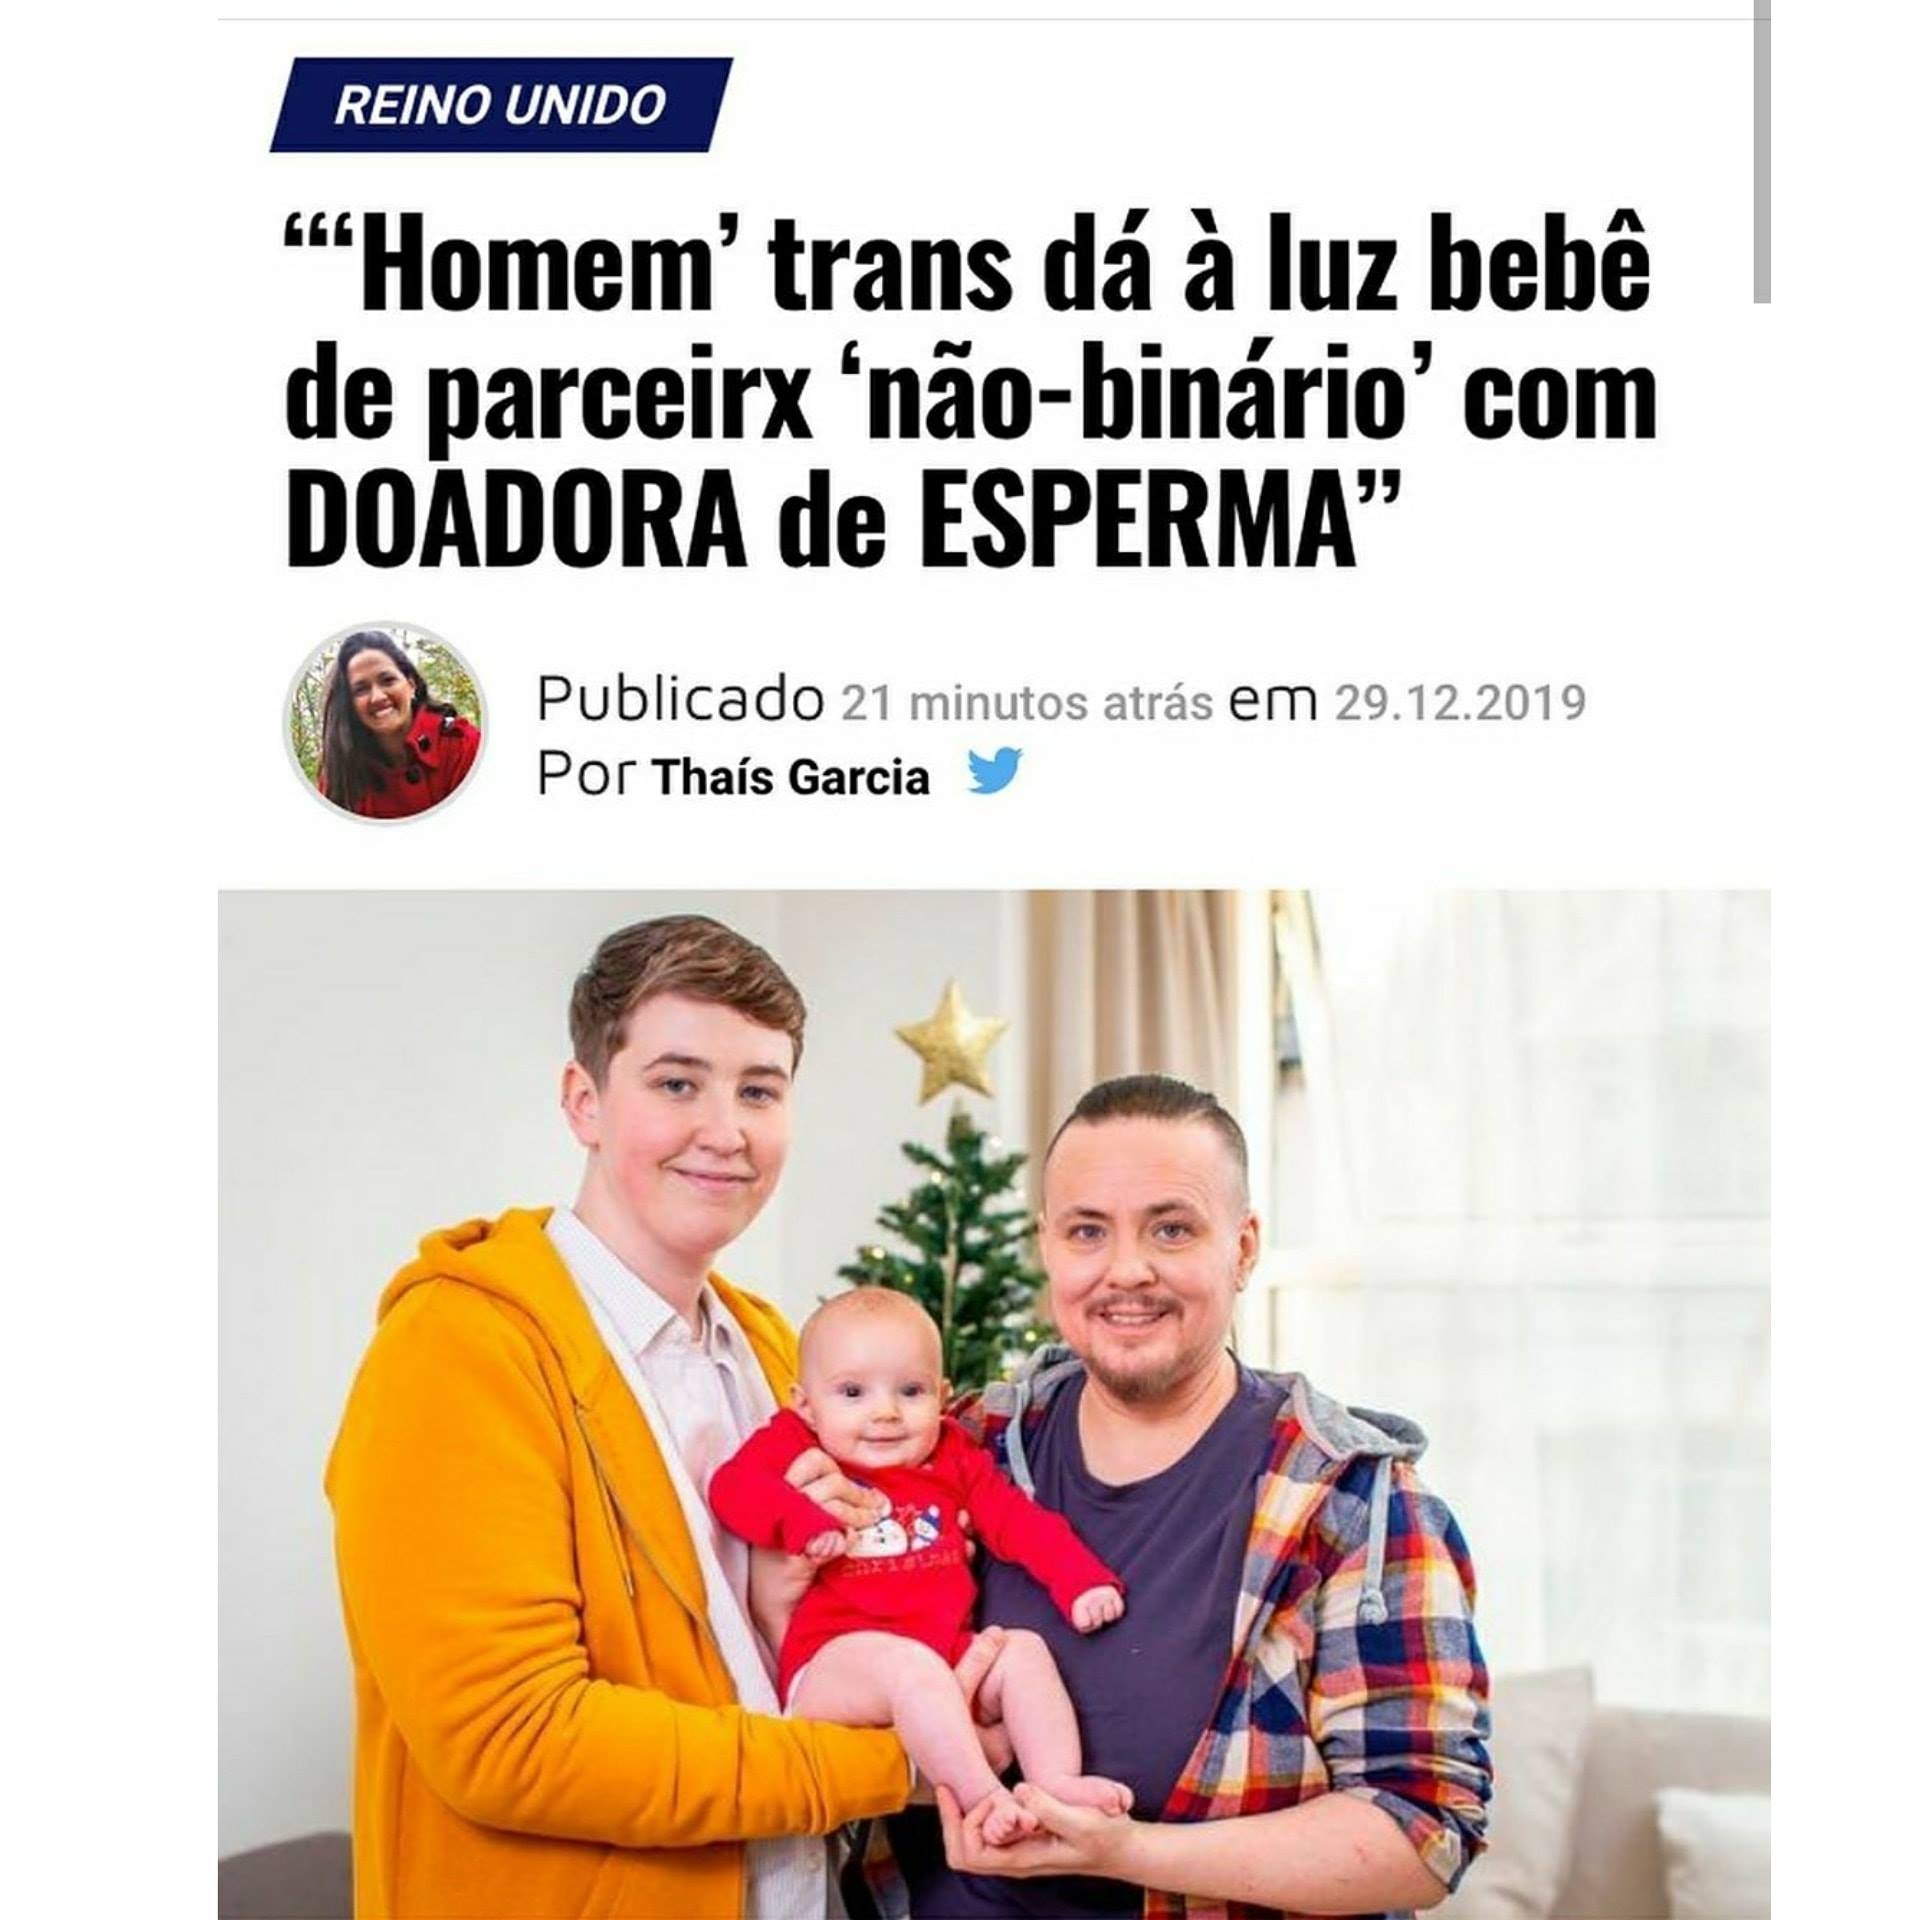 REINO UNIDO
“‘Homem’ trans dá à luz bebê
de parceirx ‘não-binário’ com
DOADORA de ESPERMA”
Publicado 21 minutos atrás em 29.12.2019
Por Thaís Garcia
christmas